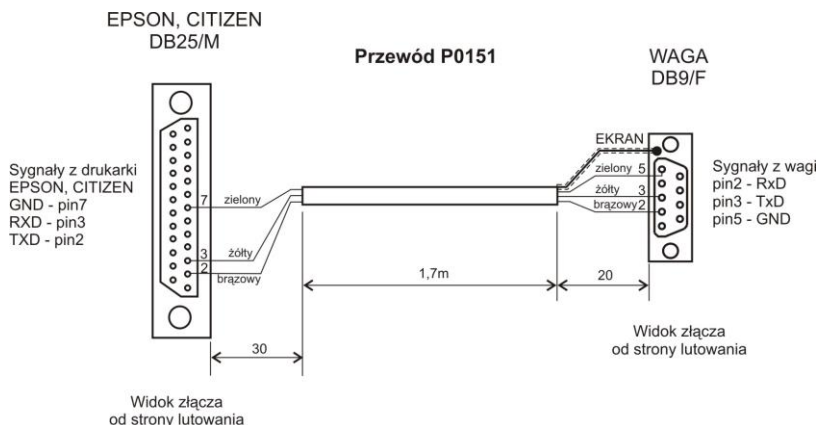 EPSON, CITIZEN
DB25/M
Przewód P0151
WAGA
DB9/F
Sygnały z drukarki
EPSON, CITIZEN
GND - pin7
RXD - pin3
TXD - pin2
7
zielony
3
żółty
2
brązowy
EKRAN
zielony 5
żółty 3
brązowy 2
Sygnały z wagi
pin2 - RxD
pin3 - TxD
pin5 - GND
1,7m
20
30
Widok złącza
od strony lutowania
Widok złącza
od strony lutowania